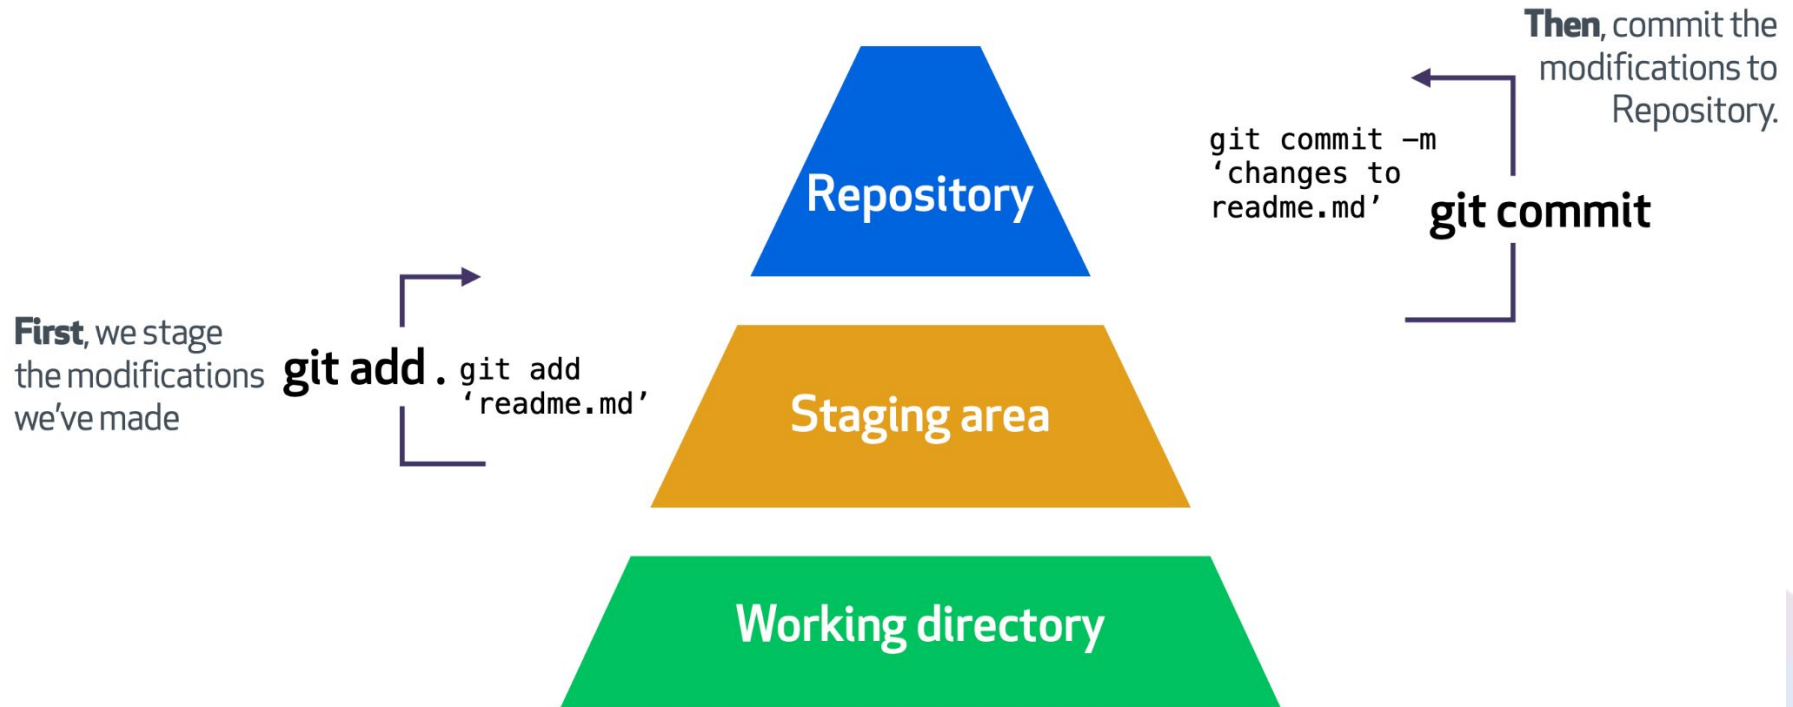 Then, commit the
modifications to
Repository.
git commit –m
‘changes to
readme.md’
git commit
Repository
First, we stage
the modifications
we’ve made
git add .
git add
‘readme.md’
Staging area
Working directory